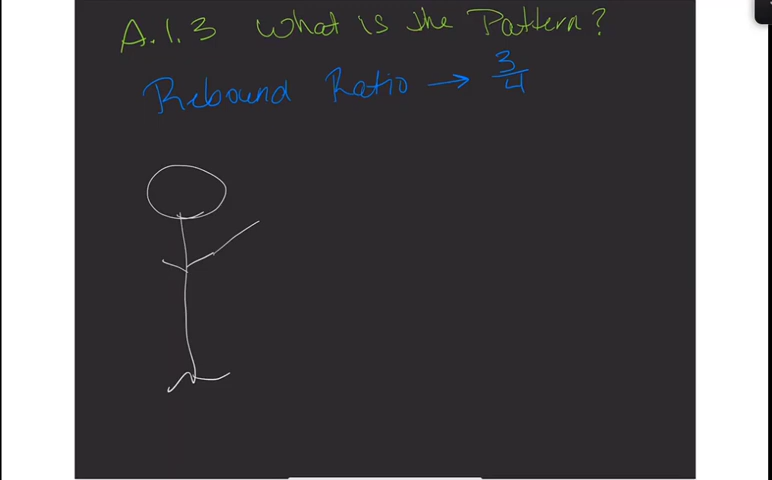 A.1.3 What is the Pattern?
Rebound Ratio → 3/4